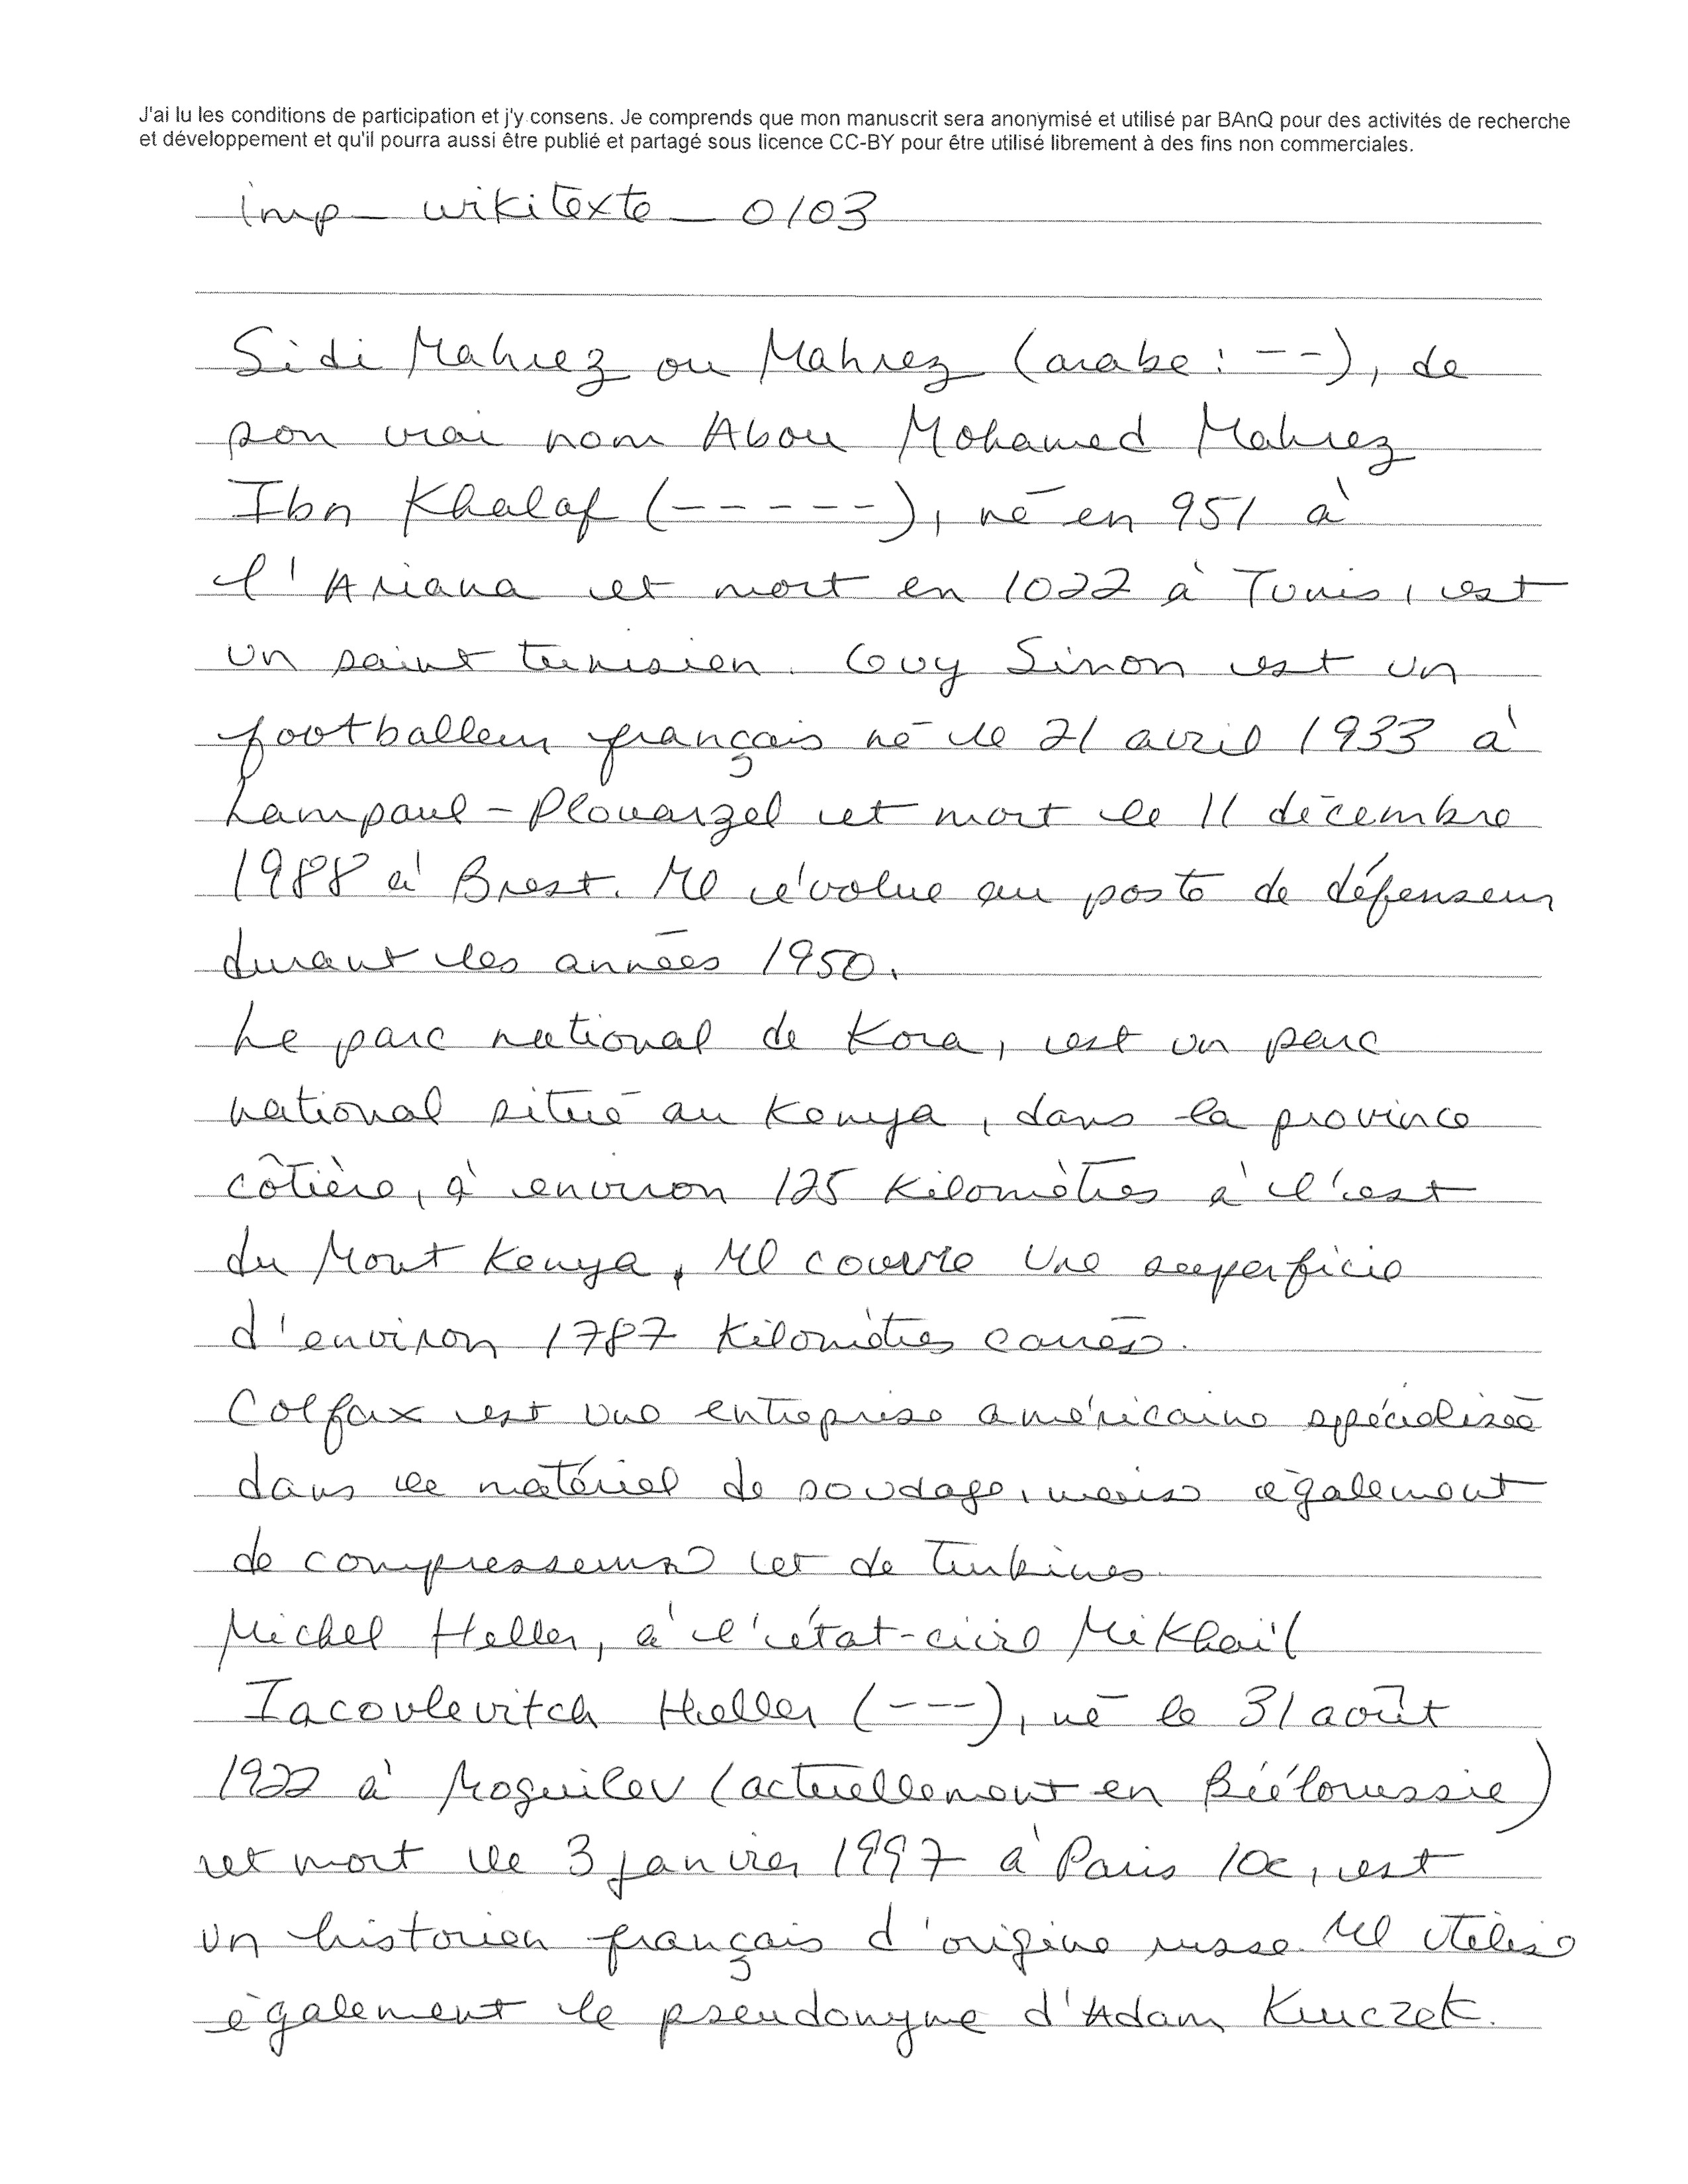 J'ai lu les conditions de participation et j'y consens. Je comprends que mon manuscrit sera anonymisé et utilisé par BAnQ pour des activités de recherche
et développement et qu'il pourra aussi être publié et partagé sous licence CC-BY pour être utilisé librement à des fins non commerciales.
imp_wikitexte_0103
Sidi Mahrez ou Mahrez (arabe : --), de
son vrai nom Abou Mohamed Mahrez
Ibn Khalaf (-----), né en 951 à
l'Ariana et mort en 1022 à Tunis, est
un saint tunisien. Guy Sinon est un
footballeur français né le 21 avril 1933 à
Lampaul-Plouarzel et mort le 11 décembre
1988 à Brest. Il évolue au poste de défenseur
durant les années 1950.
Le parc national de Kora, est un parc
national situé au Kenya, dans la province
côtière, à environ 125 kilomètres à l'est
du Mont Kenya. Il couvre une superficie
d'environ 1787 kilomètres carrés.
Colfax est une entreprise américaine spécialisée
dans le matériel de soudage, mais également
de compresseurs et de turbines.
Michel Heller, à l'état-civil Mikhaïl
Iacovlevitch Heller (---), né le 31 août
1922 à Moguilev (actuellement en Biélorussie)
et mort le 3 janvier 1997 à Paris 10e, est
un historien français d'origine russe. Il utilise
également le pseudonyme d'Adam Kruczek.